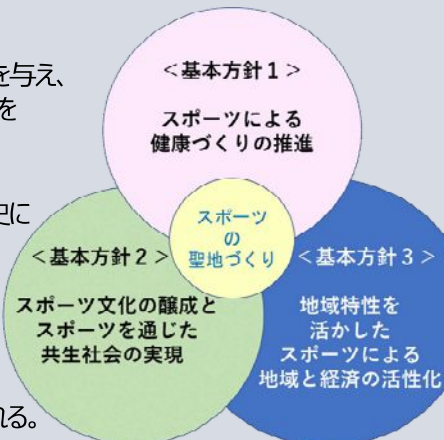 を与え、
を
史に
れる。
＜基本方針１＞
スポーツによる
健康づくりの推進
スポーツ
の
聖地づくり
＜基本方針２＞
スポーツ文化の醸成と
スポーツを通じた
共生社会の実現
＜基本方針３＞
地域特性を
活かした
スポーツによる
地域と経済の活性化